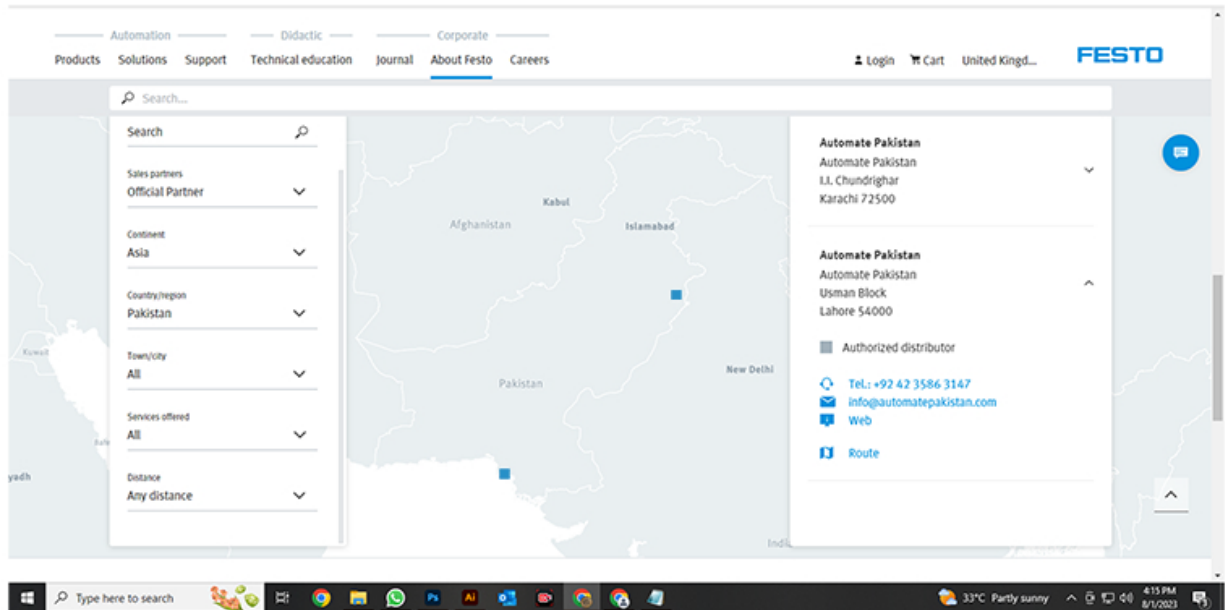 Automation
Didactic
Corporate
Products Solutions Support Technical education Journal About Festo Careers
Login Cart United Kingd...
FESTO
Search...
Search
Sales partners
Official Partner
Continent
Asia
Country/region
Pakistan
Town/city
All
Services offered
All
Distance
Any distance
Kabul
Afghanistan
Islamabad
Kuwait
New Delhi
Pakistan
yadh
Automate Pakistan
Automate Pakistan
I.I. Chundrighar
Karachi 72500
Automate Pakistan
Automate Pakistan
Usman Block
Lahore 54000
Authorized distributor
Tel.: +92 42 3586 3147
info@automatepakistan.com
Web
Route
Type here to search
Ps
Ai
33°C Partly sunny
4:15 PM
8/1/2023